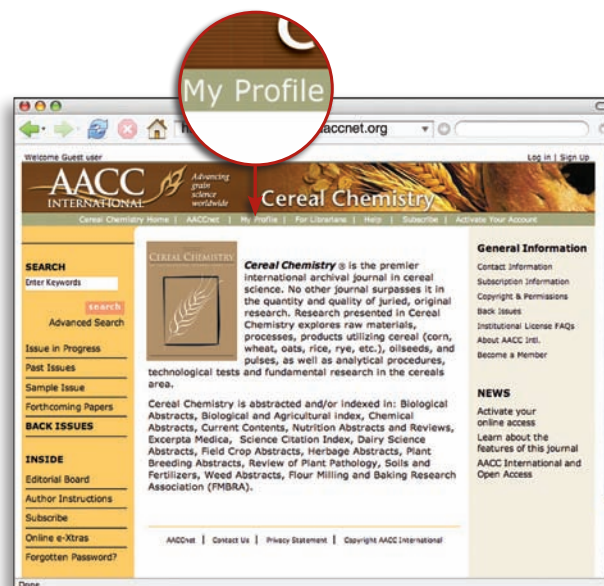 My Profile
accnet.org
Welcome Guest user
Log in | Sign Up
AACC
INTERNATIONAL
Advancing
grain
science
worldwide
Cereal Chemistry
Cereal Chemistry Home | AACCnet | My Profile | For Librarians | Help | Subscribe | Activate Your Account
SEARCH
Enter Keywords
search
Advanced Search
Issue in Progress
Past Issues
Sample Issue
Forthcoming Papers
BACK ISSUES
INSIDE
Editorial Board
Author Instructions
Subscribe
Online e-Xtras
Forgotten Password?
CEREAL CHEMISTRY
Cereal Chemistry ® is the premier
international archival journal in cereal
science. No other journal surpasses it in
the quantity and quality of juried, original
research. Research presented in Cereal
Chemistry explores raw materials,
processes, products utilizing cereal (corn,
wheat, oats, rice, rye, etc.), oilseeds, and
pulses, as well as analytical procedures,
technological tests and fundamental research in the cereals
area.
Cereal Chemistry is abstracted and/or indexed in: Biological
Abstracts, Biological and Agricultural index, Chemical
Abstracts, Current Contents, Nutrition Abstracts and Reviews,
Excerpta Medica, Science Citation Index, Dairy Science
Abstracts, Field Crop Abstracts, Herbage Abstracts, Plant
Breeding Abstracts, Review of Plant Pathology, Soils and
Fertilizers, Weed Abstracts, Flour Milling and Baking Research
Association (FMBRA).
AACCnet | Contact Us | Privacy Statement | Copyright AACC International
General Information
Contact Information
Subscription Information
Copyright & Permissions
Back Issues
Institutional License FAQs
About AACC Intl.
Become a Member
NEWS
Activate your
online access
Learn about the
features of this journal
AACC International and
Open Access
Done